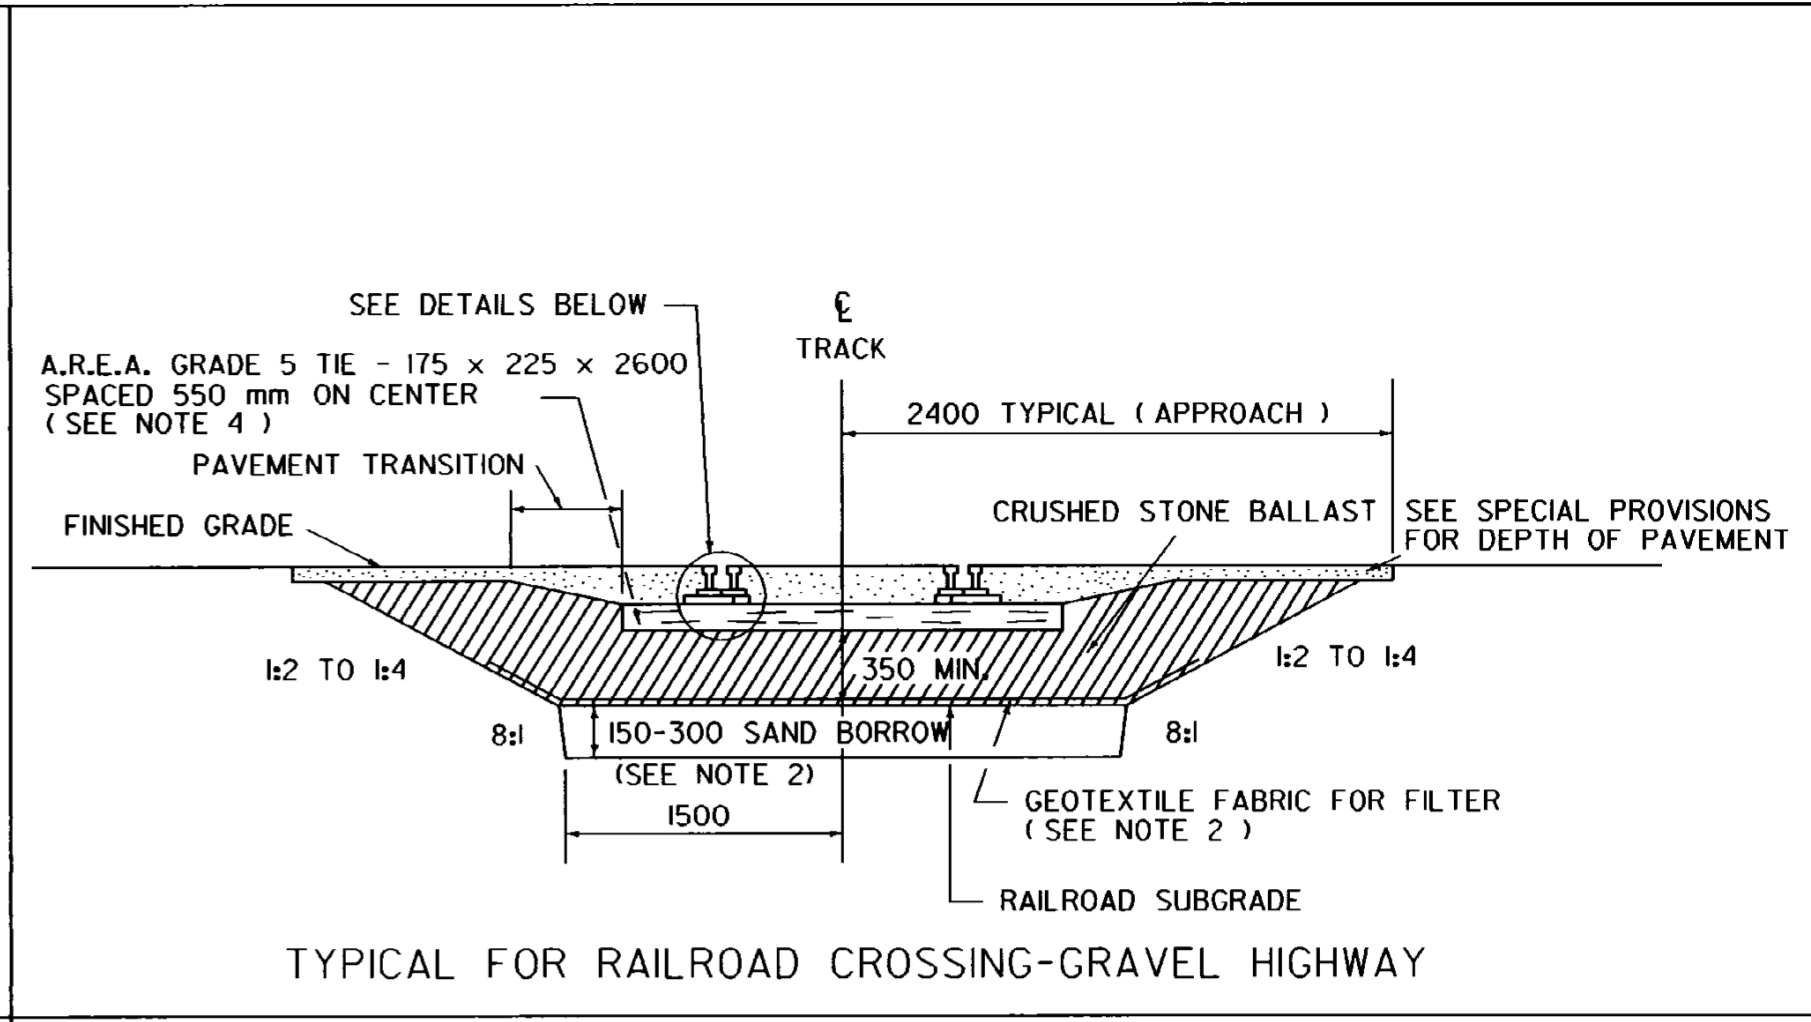 SEE DETAILS BELOW
℄
TRACK
A.R.E.A. GRADE 5 TIE - 175 x 225 x 2600
SPACED 550 mm ON CENTER
( SEE NOTE 4 )
2400 TYPICAL ( APPROACH )
PAVEMENT TRANSITION
FINISHED GRADE
CRUSHED STONE BALLAST
SEE SPECIAL PROVISIONS
FOR DEPTH OF PAVEMENT
1:2 TO 1:4
350 MIN.
1:2 TO 1:4
8:1
150-300 SAND BORROW
8:1
(SEE NOTE 2)
1500
GEOTEXTILE FABRIC FOR FILTER
( SEE NOTE 2 )
RAILROAD SUBGRADE
TYPICAL FOR RAILROAD CROSSING-GRAVEL HIGHWAY